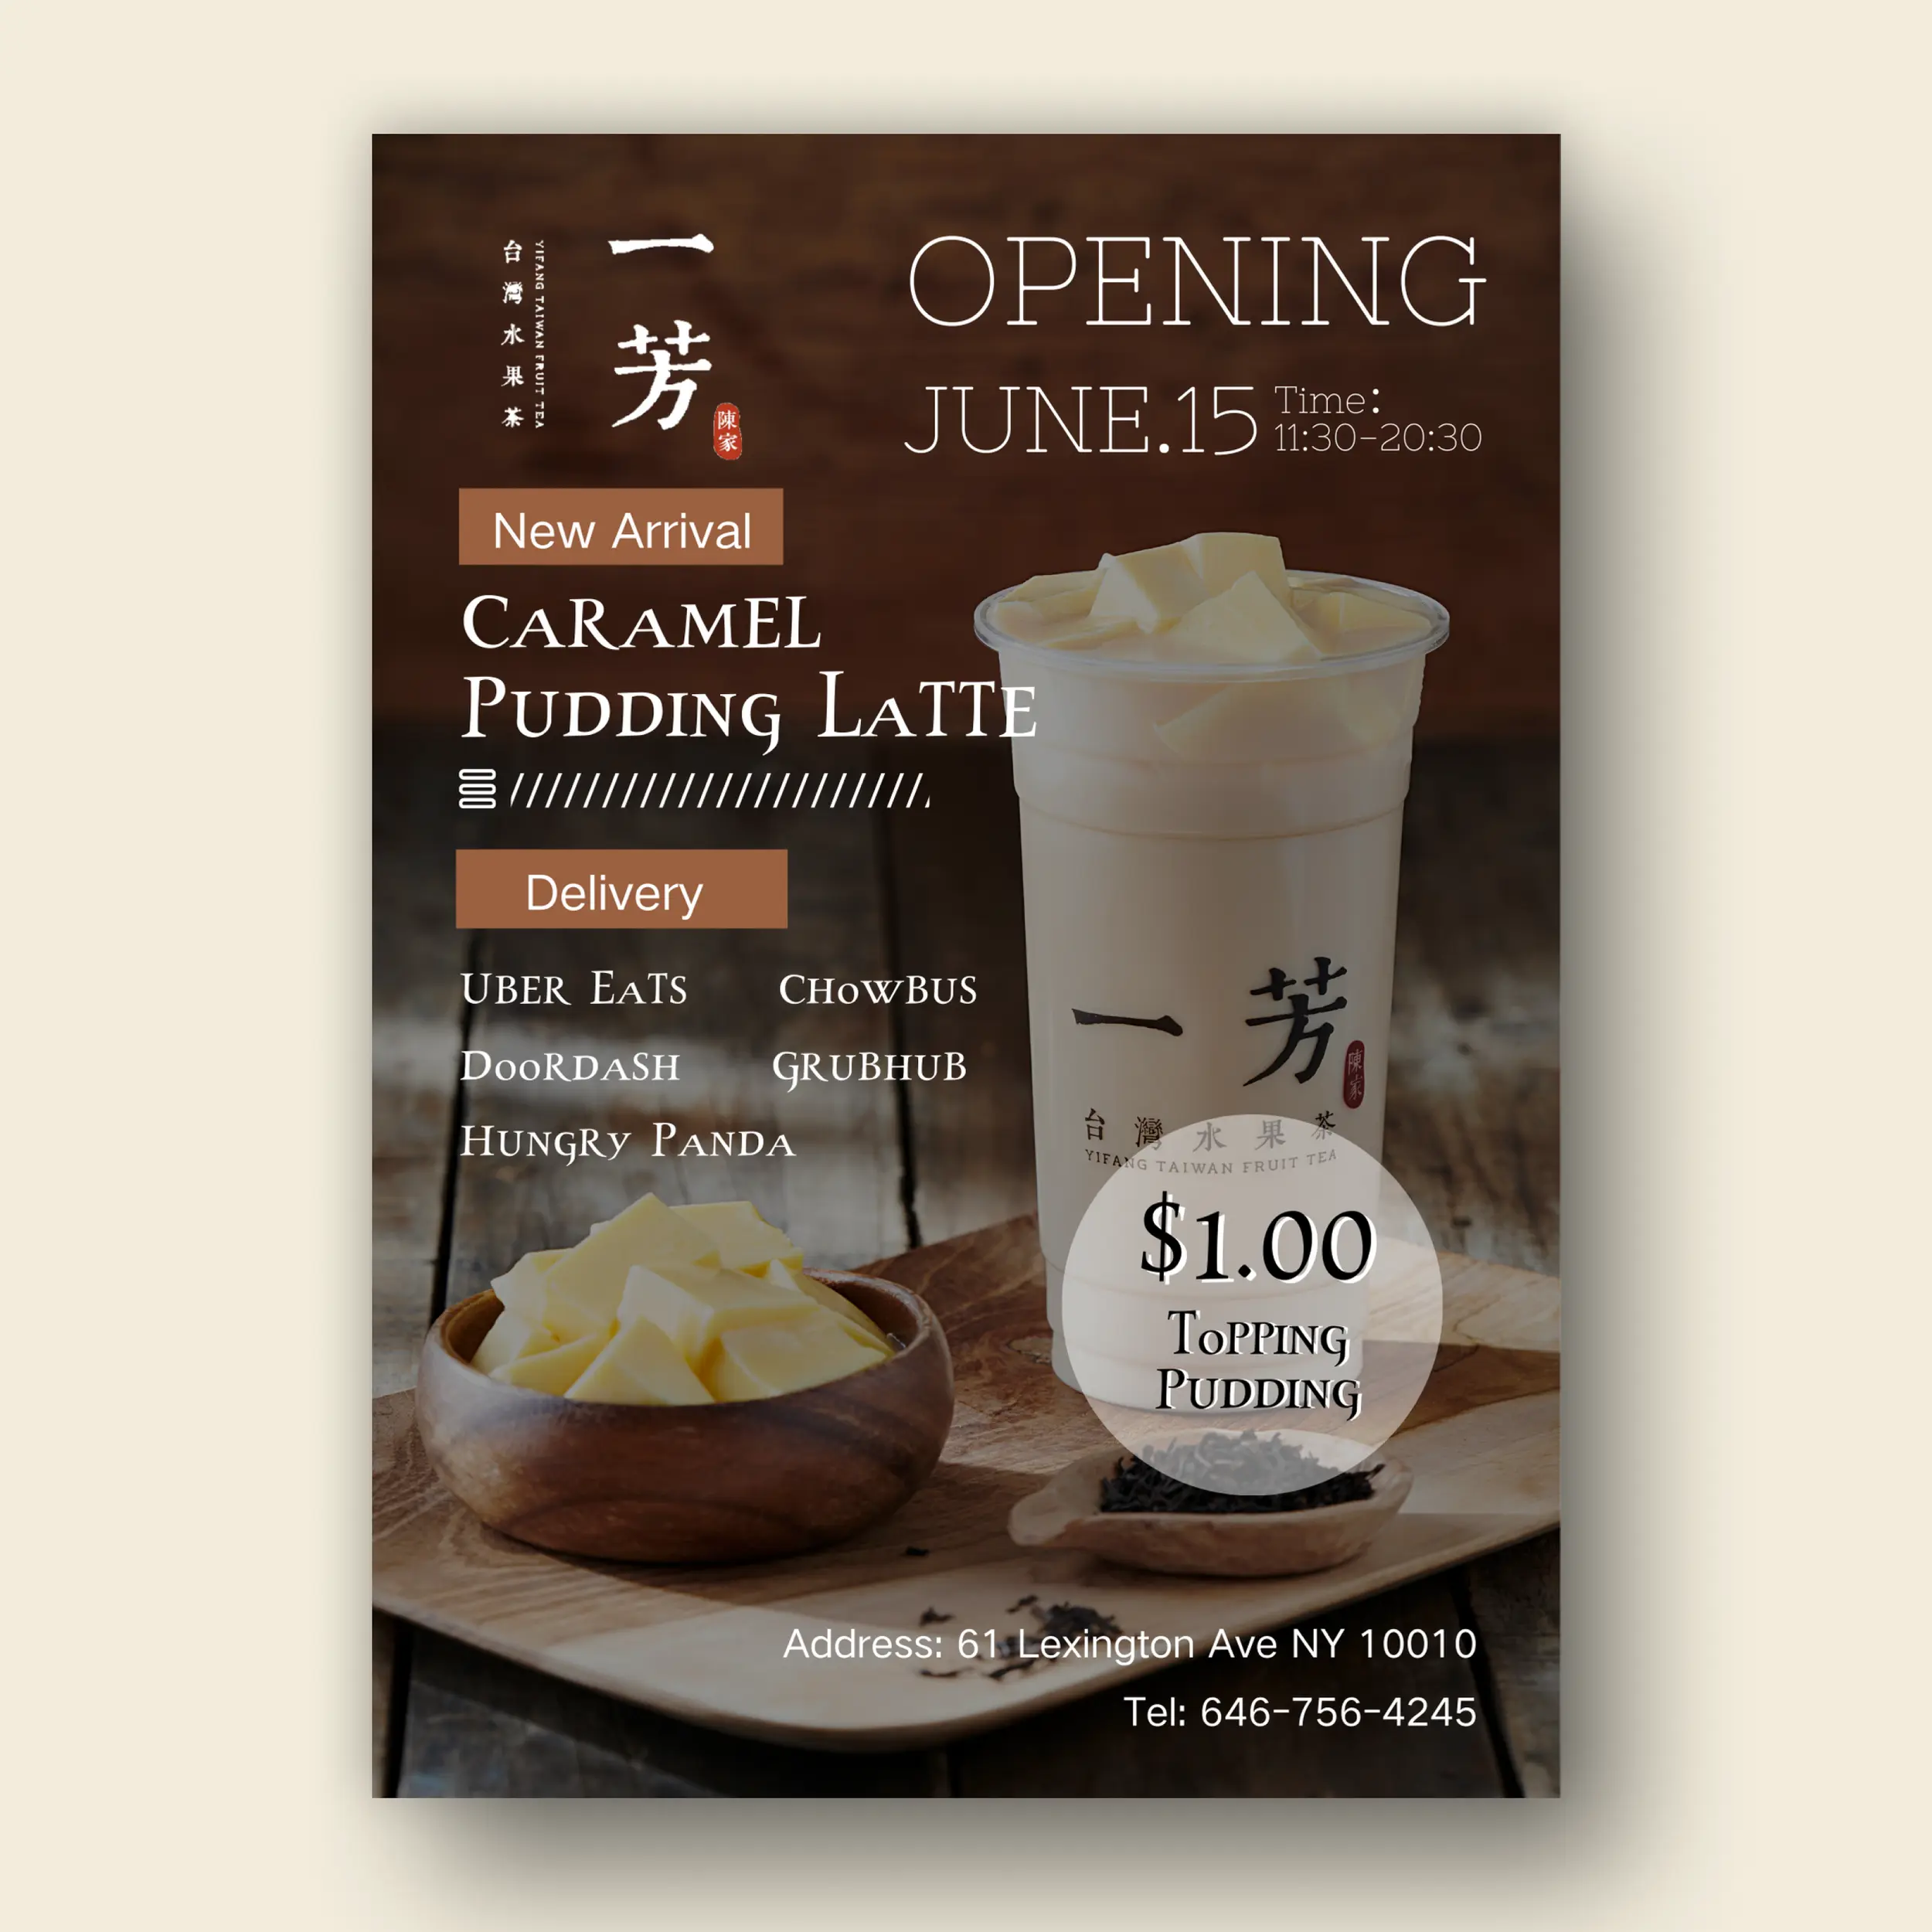 台灣水果茶
YIFANG TAIWAN FRUIT TEA
一芳
陳家
OPENING
JUNE.15
Time:
11:30-20:30
New Arrival
CARAMEL
PUDDING LATTE
Delivery
UBER EATS
CHOWBUS
DOORDASH
GRUBHUB
HUNGRY PANDA
一芳
陳家
台灣水果茶
YIFANG TAIWAN FRUIT TEA
$1.00
TOPPING
PUDDING
Address: 61 Lexington Ave NY 10010
Tel: 646-756-4245